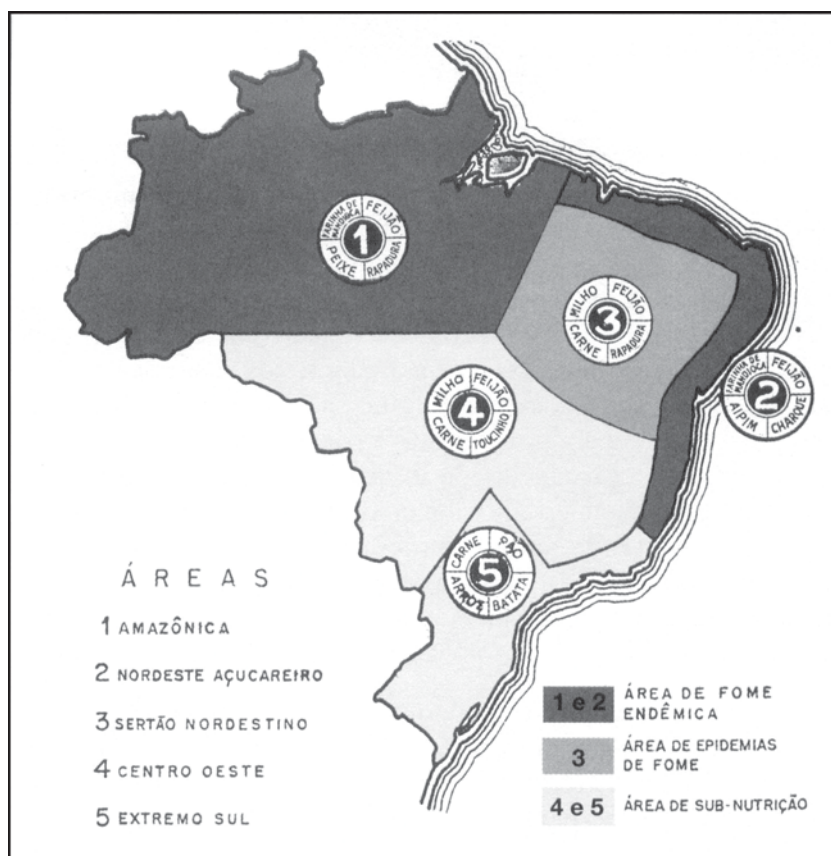 FARINHA DE MANDIOCA
FEIJÃO
1
PEIXE
RAPADURA
MILHO
FEIJÃO
3
CARNE
RAPADURA
FARINHA DE MANDIOCA
FEIJÃO
2
AIPIM
CHARQUE
MILHO
FEIJÃO
4
CARNE
TOUCINHO
CARNE
PÃO
5
ARROZ
BATATA
ÁREAS
1 AMAZÔNICA
2 NORDESTE AÇUCAREIRO
3 SERTÃO NORDESTINO
4 CENTRO OESTE
5 EXTREMO SUL
1 e 2 ÁREA DE FOME
ENDÊMICA
3 ÁREA DE EPIDEMIAS
DE FOME
4 e 5 ÁREA DE SUB-NUTRIÇÃO